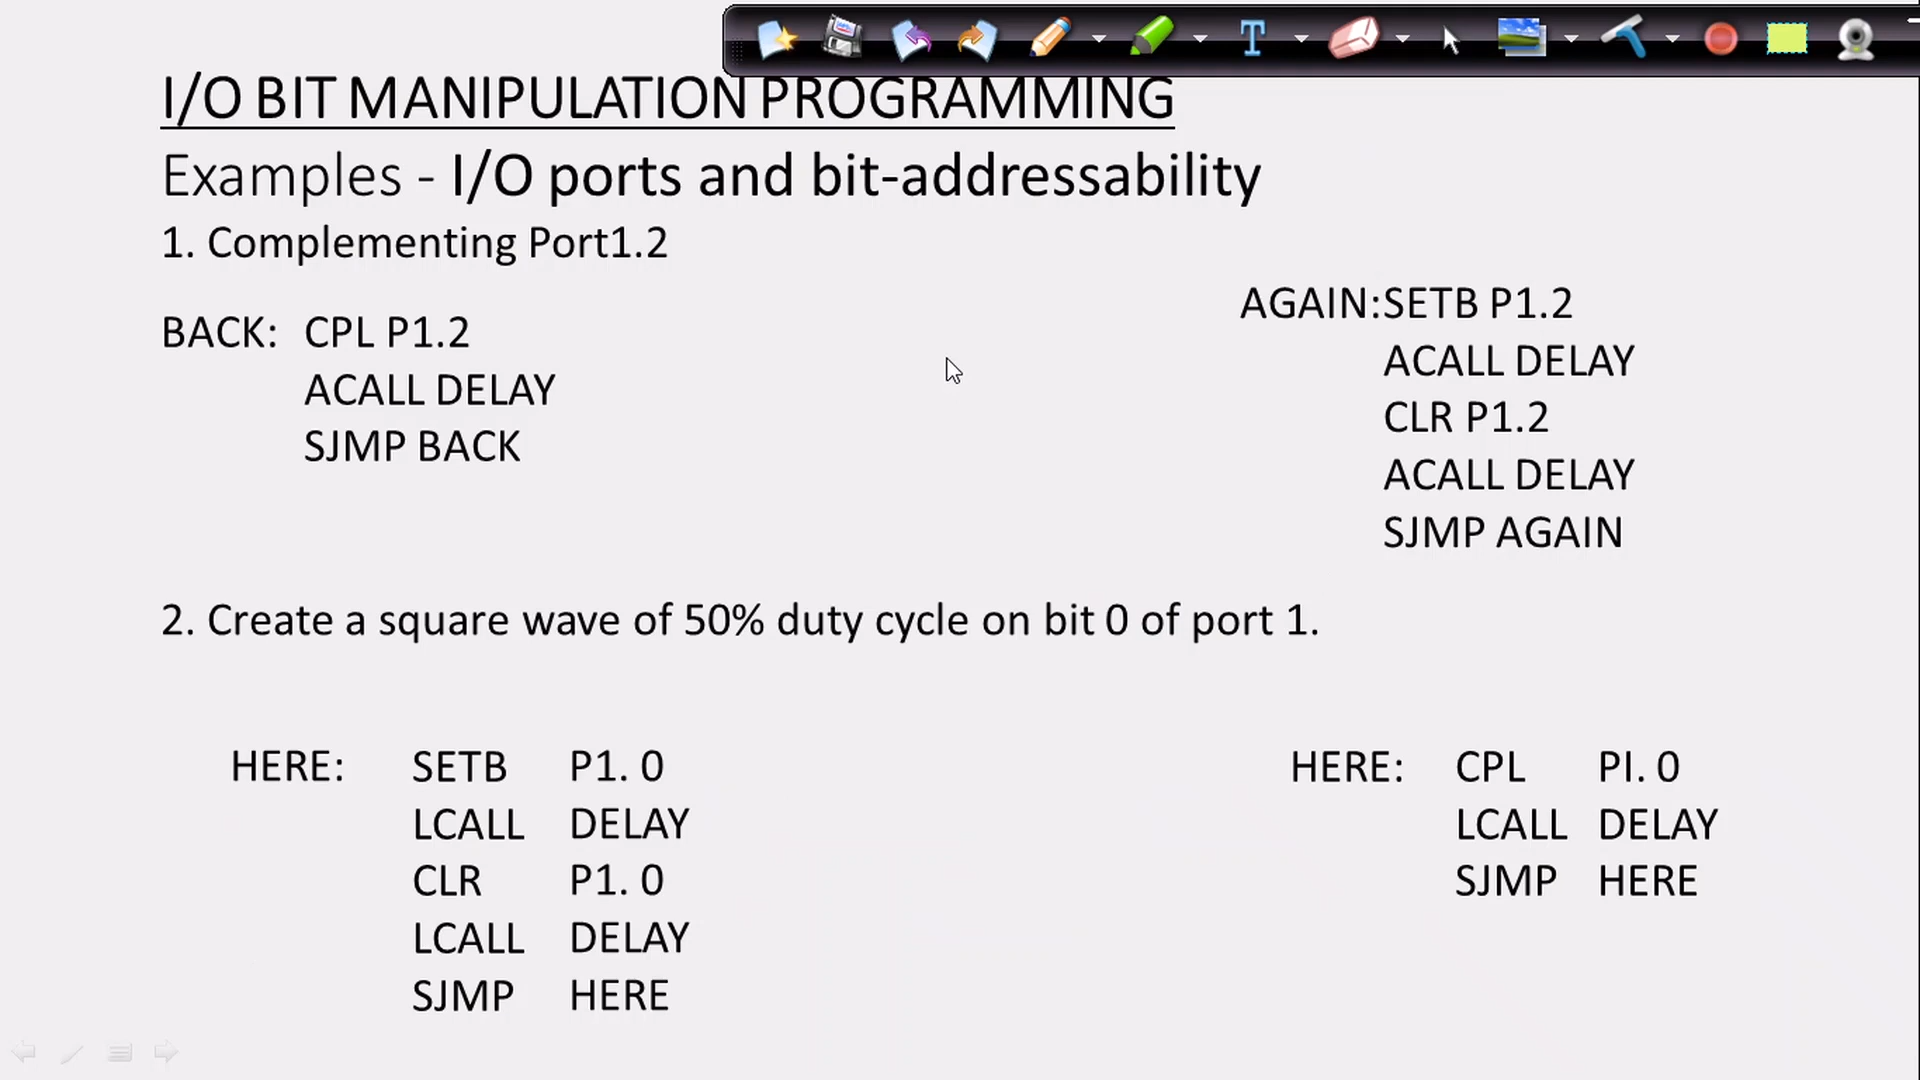 I/O BIT MANIPULATION PROGRAMMING
Examples - I/O ports and bit-addressability
1. Complementing Port1.2
BACK: CPL P1.2
ACALL DELAY
SJMP BACK
AGAIN:SETB P1.2
ACALL DELAY
CLR P1.2
ACALL DELAY
SJMP AGAIN
2. Create a square wave of 50% duty cycle on bit 0 of port 1.
HERE: SETB P1. 0
LCALL DELAY
CLR P1. 0
LCALL DELAY
SJMP HERE
HERE: CPL PI. 0
LCALL DELAY
SJMP HERE